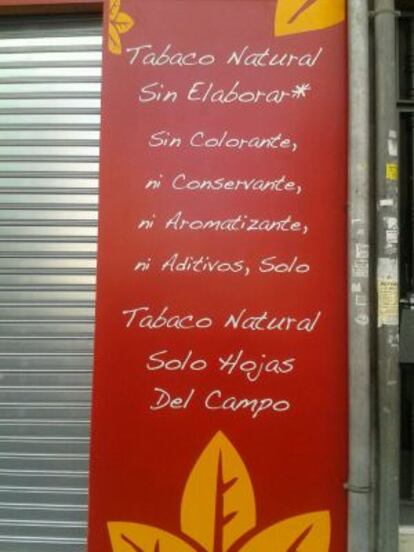 Tabaco Natural
Sin Elaborar*
Sin Colorante,
ni Conservante,
ni Aromatizante,
ni Aditivos, Solo
Tabaco Natural
Solo Hojas
Del Campo